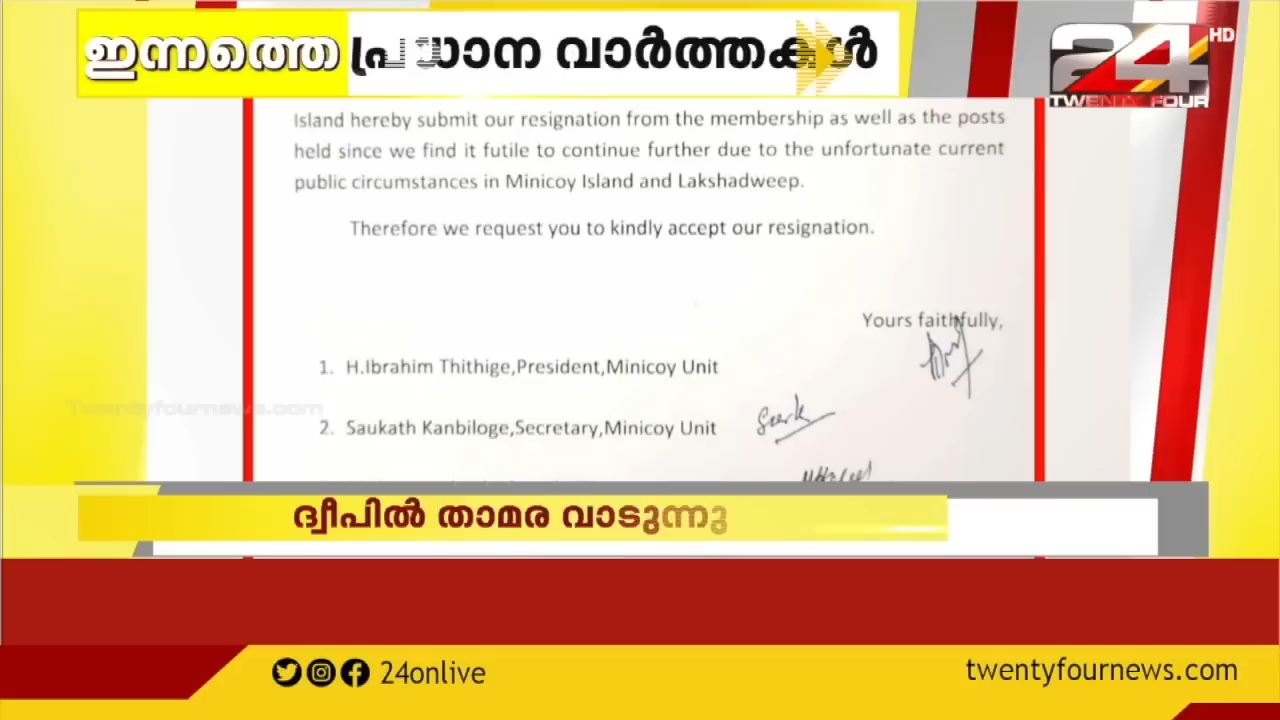 ഇന്നത്തെ പ്രധാന വാർത്തകൾ
24 HD
TWENTY FOUR
Island hereby submit our resignation from the membership as well as the posts
held since we find it futile to continue further due to the unfortunate current
public circumstances in Minicoy Island and Lakshadweep.
Therefore we request you to kindly accept our resignation.
Yours faithfully,
1. H.Ibrahim Thithige,President,Minicoy Unit
Twentyfournews.com
2. Saukath Kanbiloge,Secretary,Minicoy Unit
ദ്വീപിൽ താമര വാടുന്നു
24onlive
twentyfournews.com